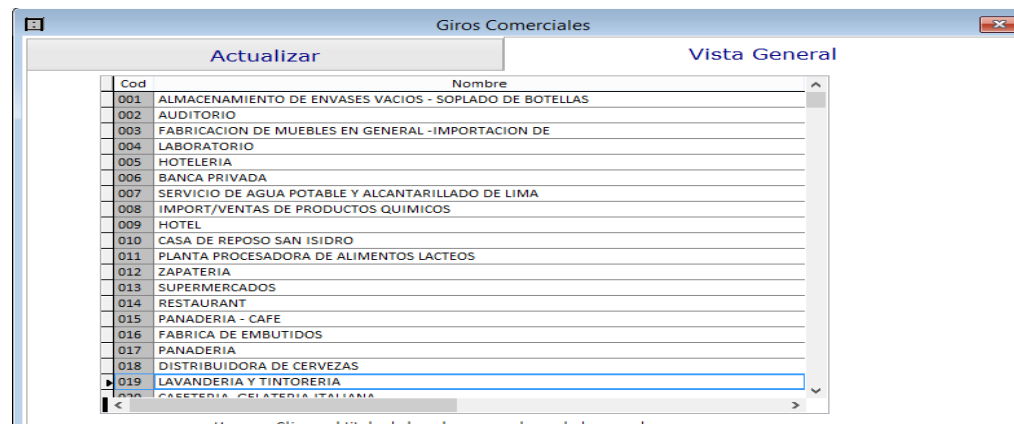 Giros Comerciales
Actualizar Vista General
Cod Nombre
001 ALMACENAMIENTO DE ENVASES VACIOS - SOPLADO DE BOTELLAS
002 AUDITORIO
003 FABRICACION DE MUEBLES EN GENERAL -IMPORTACION DE
004 LABORATORIO
005 HOTELERIA
006 BANCA PRIVADA
007 SERVICIO DE AGUA POTABLE Y ALCANTARILLADO DE LIMA
008 IMPORT/VENTAS DE PRODUCTOS QUIMICOS
009 HOTEL
010 CASA DE REPOSO SAN ISIDRO
011 PLANTA PROCESADORA DE ALIMENTOS LACTEOS
012 ZAPATERIA
013 SUPERMERCADOS
014 RESTAURANT
015 PANADERIA - CAFE
016 FABRICA DE EMBUTIDOS
017 PANADERIA
018 DISTRIBUIDORA DE CERVEZAS
019 LAVANDERIA Y TINTORERIA
020 CAFETERIA GELATERIA ITALIANA